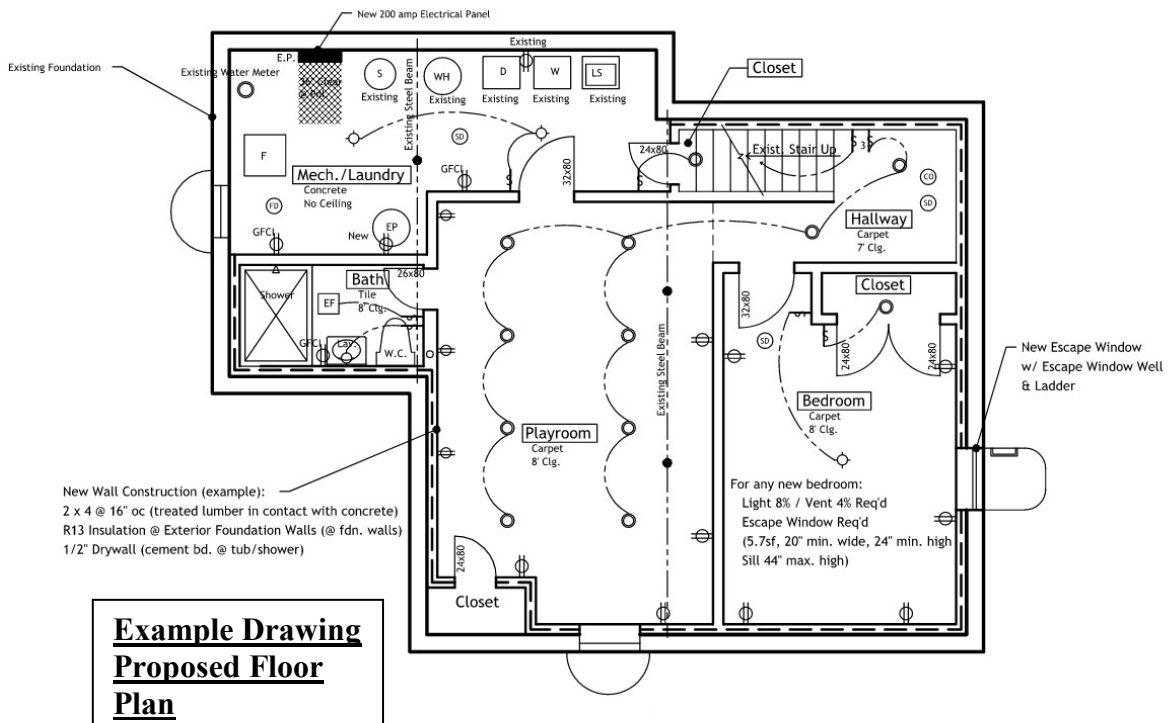 New 200 amp Electrical Panel
Existing Foundation
E.P.
Existing
Existing Water Meter
36" Clear
S
WH
D
W
LS
Existing
Existing
Existing
Existing
Existing
Existing Steel Beam
Closet
24x80
Exist. Stair Up
S
S
3
F
SD
GFCI
S
32x80
S
Mech./Laundry
Concrete
No Ceiling
CO
SD
FD
EP
New
GFCI
Hallway
Carpet
7' Clg.
Bath
Tile
8' Clg.
26x80
Shower
EF
GFCI
Lav.
W.C.
32x80
Closet
SD
S
24x80
24x80
Existing Steel Beam
New Escape Window
w/ Escape Window Well
& Ladder
Bedroom
Carpet
8' Clg.
Playroom
Carpet
8' Clg.
For any new bedroom:
Light 8% / Vent 4% Req'd
Escape Window Req'd
(5.7sf, 20" min. wide, 24" min. high
Sill 44" max. high)
New Wall Construction (example):
2 x 4 @ 16" oc (treated lumber in contact with concrete)
R13 Insulation @ Exterior Foundation Walls (@ fdn. walls)
1/2" Drywall (cement bd. @ tub/shower)
24x80
Closet
Example Drawing
Proposed Floor
Plan